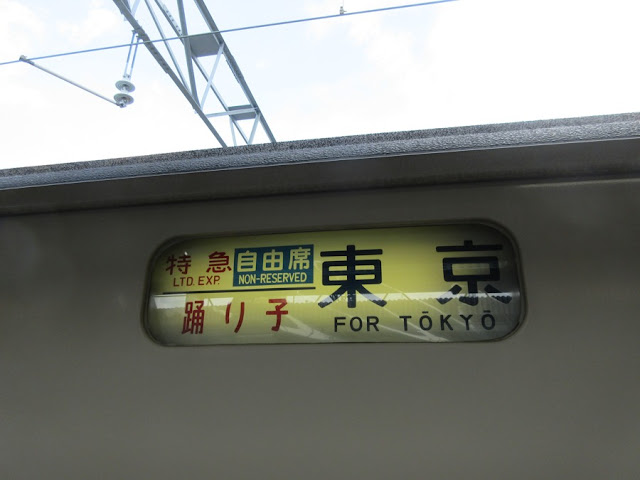 特急 自由席 東京
LTD. EXP. NON-RESERVED
踊り子 FOR TŌKYŌ